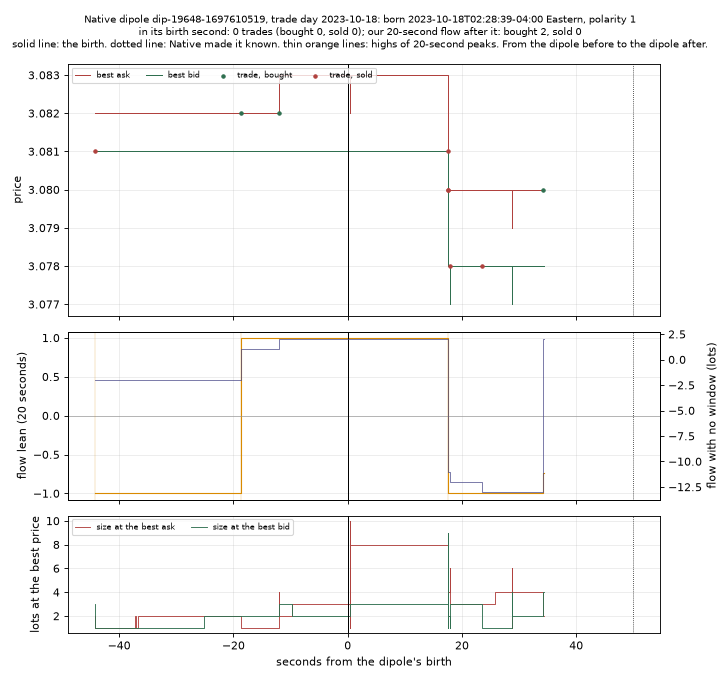 Native dipole dip-19648-1697610519, trade day 2023-10-18: born 2023-10-18T02:28:39-04:00 Eastern, polarity 1
in its birth second: 0 trades (bought 0, sold 0); our 20-second flow after it: bought 2, sold 0
solid line: the birth. dotted line: Native made it known. thin orange lines: highs of 20-second peaks. From the dipole before to the dipole after.
best ask best bid trade, bought trade, sold
3.083
3.082
3.081
3.080
3.079
3.078
3.077
price
1.0
0.5
0.0
−0.5
−1.0
flow lean (20 seconds)
2.5
0.0
−2.5
−5.0
−7.5
−10.0
−12.5
flow with no window (lots)
size at the best ask size at the best bid
10
8
6
4
2
lots at the best price
−40 −20 0 20 40
seconds from the dipole's birth